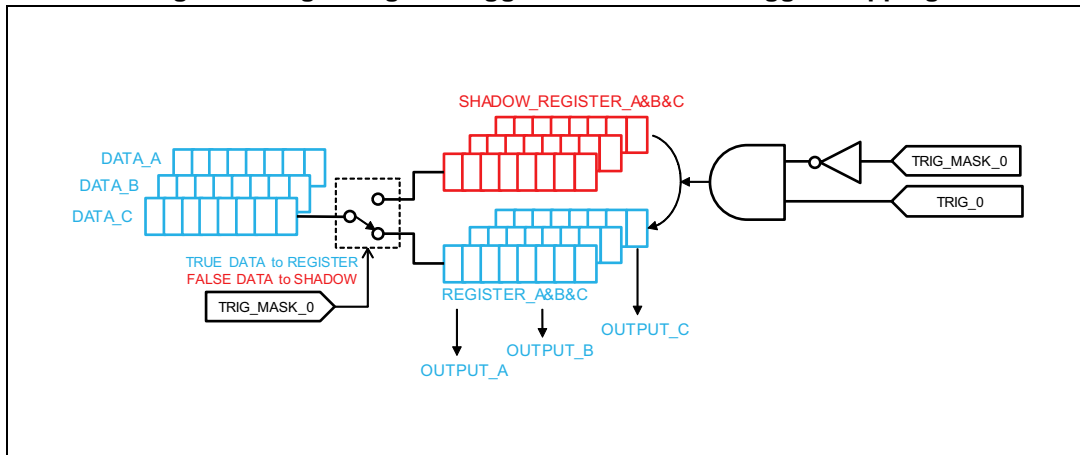 SHADOW_REGISTER_A&B&C
DATA_A
DATA_B
DATA_C
TRUE DATA to REGISTER
FALSE DATA to SHADOW
TRIG_MASK_0
REGISTER_A&B&C
OUTPUT_A
OUTPUT_B
OUTPUT_C
TRIG_MASK_0
TRIG_0